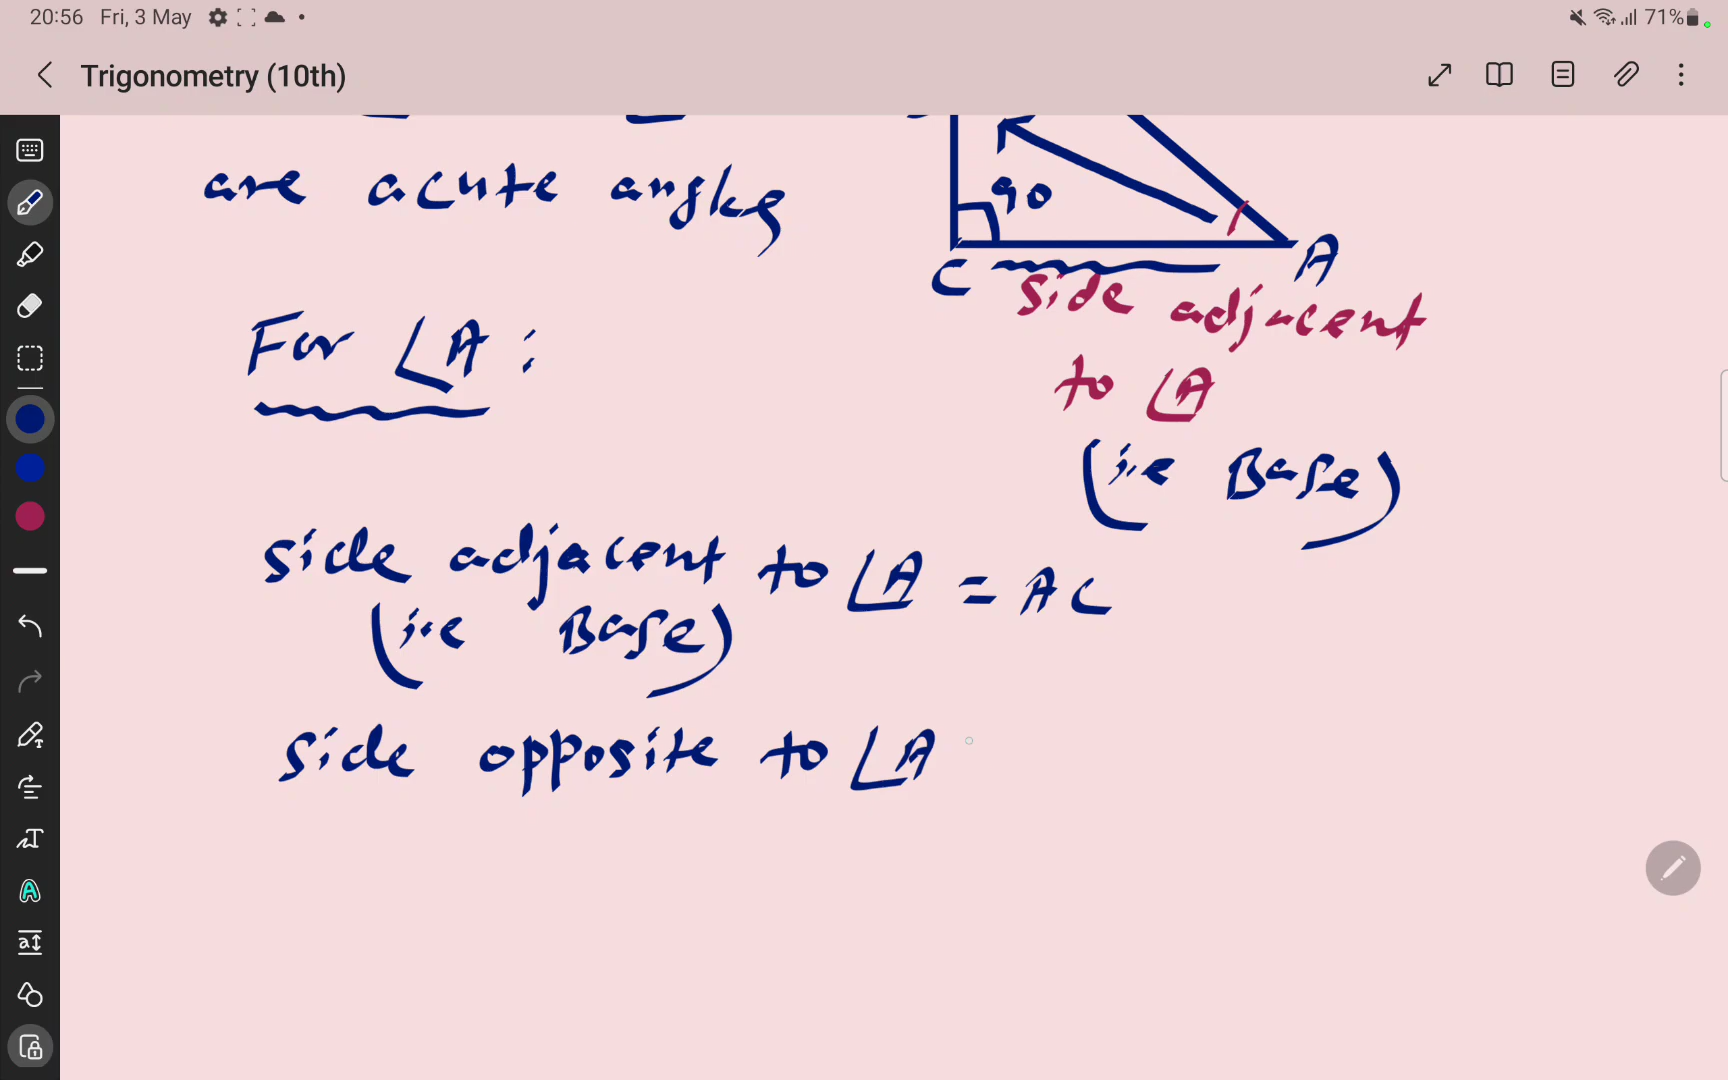 20:56 Fri, 3 May
71%
Trigonometry (10th)
are acute angles
90
C
A
side adjacent
to ∠A
(i.e Base)
For ∠A :
side adjacent to ∠A = AC
(i.e Base)
side opposite to ∠A